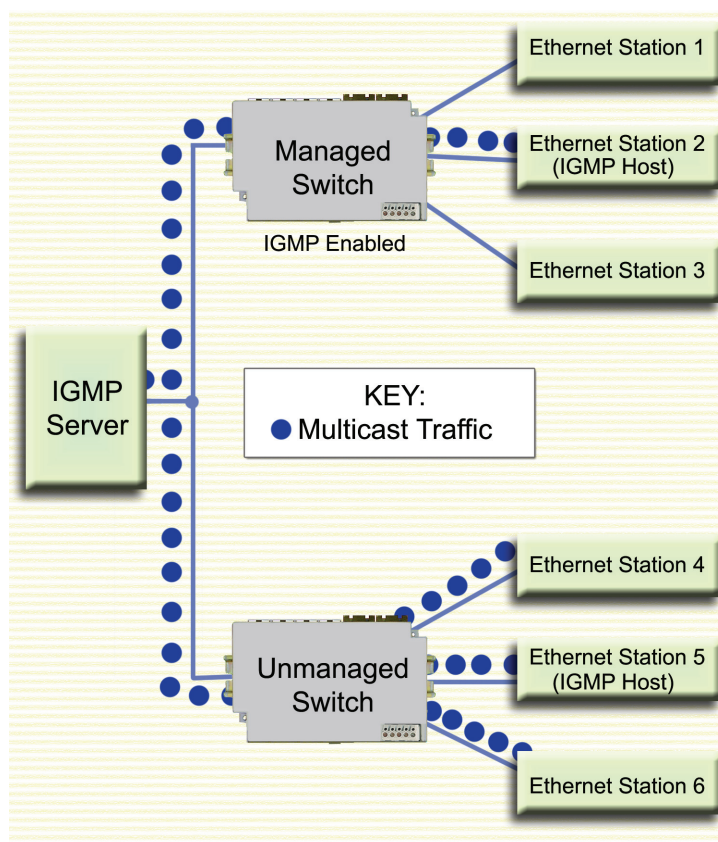 Ethernet Station 1
Managed
Switch
Ethernet Station 2
(IGMP Host)
IGMP Enabled
Ethernet Station 3
IGMP
Server
KEY:
Multicast Traffic
Ethernet Station 4
Unmanaged
Switch
Ethernet Station 5
(IGMP Host)
Ethernet Station 6